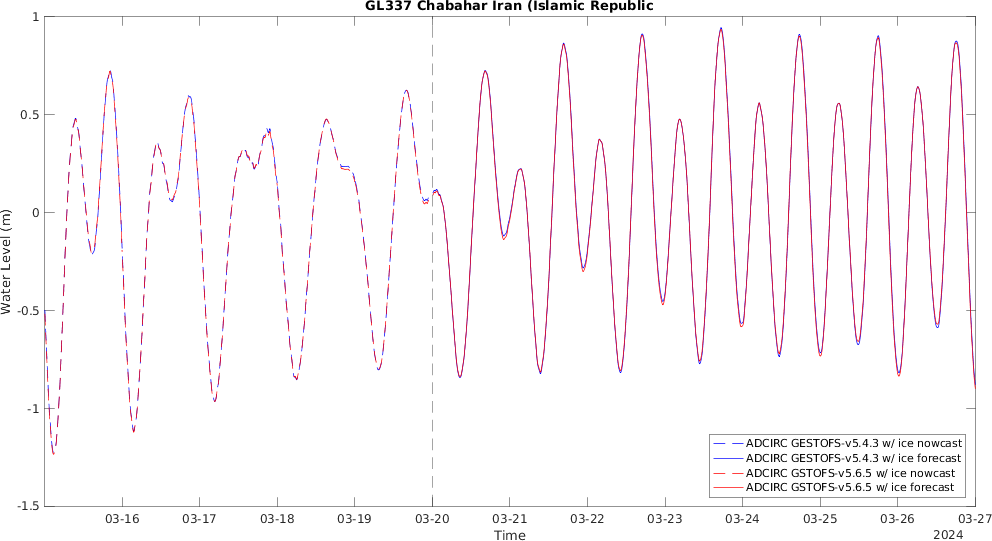 GL337 Chabahar Iran (Islamic Republic
1
0.5
0
-0.5
-1
-1.5
Water Level (m)
03-16 03-17 03-18 03-19 03-20 03-21 03-22 03-23 03-24 03-25 03-26 03-27
Time
2024
ADCIRC GESTOFS-v5.4.3 w/ ice nowcast
ADCIRC GESTOFS-v5.4.3 w/ ice forecast
ADCIRC GSTOFS-v5.6.5 w/ ice nowcast
ADCIRC GSTOFS-v5.6.5 w/ ice forecast